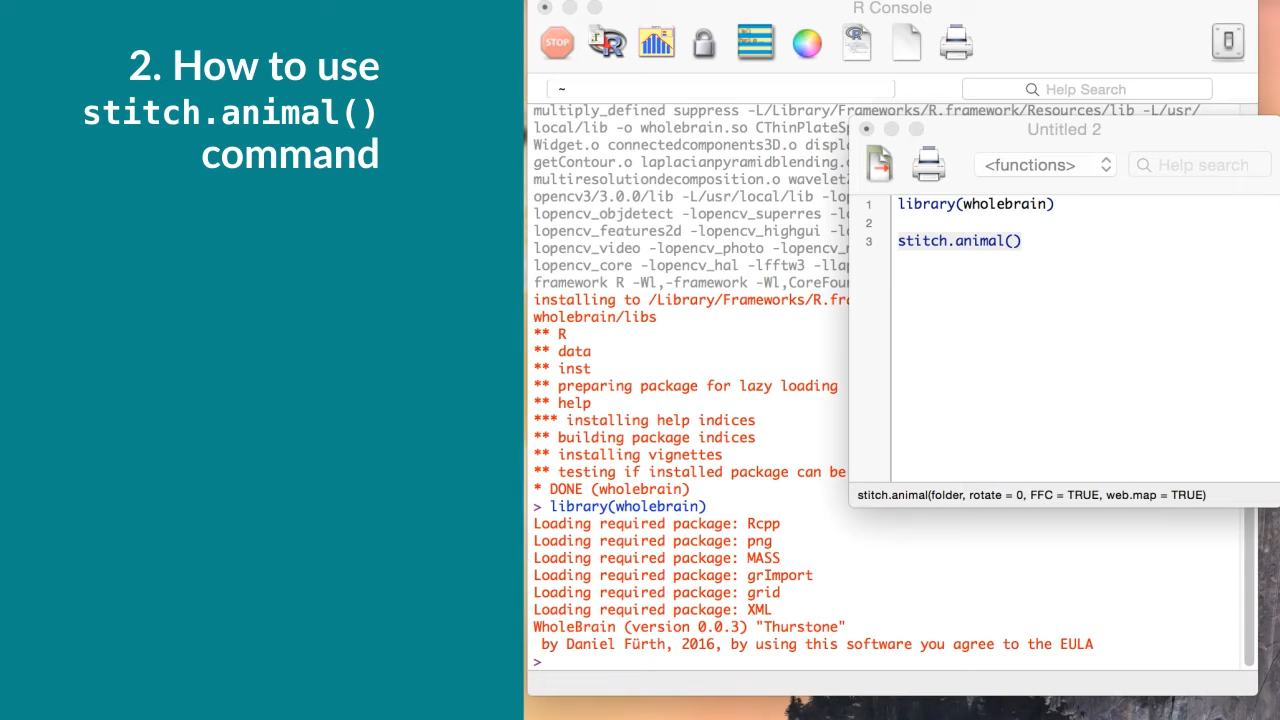 2. How to use
stitch.animal()
command
R Console
STOP
~
Help Search
multiply_defined suppress -L/Library/Frameworks/R.framework/Resources/lib -L/usr/
local/lib -o wholebrain.so CThinPlateSp
Widget.o connectedcomponents3D.o displ
getContour.o laplacianpyramidblending.
multiresolutiondecomposition.o wavelet
opencv3/3.0.0/lib -L/usr/local/lib -lo
lopencv_objdetect -lopencv_superres -
lopencv_features2d -lopencv_highgui -
lopencv_video -lopencv_photo -lopencv_
lopencv_core -lopencv_hal -lfftw3 -l
framework R -Wl,-framework -Wl,CoreFou
installing to /Library/Frameworks/R.fr
wholebrain/libs
** R
** data
** inst
** preparing package for lazy loading
** help
*** installing help indices
** building package indices
** installing vignettes
** testing if installed package can be
* DONE (wholebrain)
> library(wholebrain)
Loading required package: Rcpp
Loading required package: png
Loading required package: MASS
Loading required package: grImport
Loading required package: grid
Loading required package: XML
WholeBrain (version 0.0.3) "Thurstone"
by Daniel Fürth, 2016, by using this software you agree to the EULA
>
Untitled 2
<functions>
Help search
1 library(wholebrain)
2
3 stitch.animal()
stitch.animal(folder, rotate = 0, FFC = TRUE, web.map = TRUE)